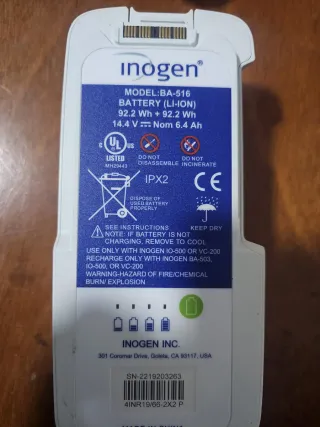 inogen®
MODEL:BA-516
BATTERY (LI-ION)
92.2 Wh + 92.2 Wh
14.4 V ⎓ Nom 6.4 Ah
c UL us
LISTED
MH29443
DO NOT
DISASSEMBLE
DO NOT
INCINERATE
IPX2
CE
DISPOSE OF
USED BATTERY
PROPERLY
KEEP DRY
SEE INSTRUCTIONS
NOTE: IF BATTERY IS NOT
CHARGING, REMOVE TO COOL
USE ONLY WITH INOGEN IO-500 OR VC-200
RECHARGE ONLY WITH INOGEN BA-503,
IO-500, OR VC-200
WARNING-HAZARD OF FIRE/CHEMICAL
BURN/ EXPLOSION
INOGEN INC.
301 Coromar Drive, Goleta, CA 93117, USA
SN-2219203263
4INR19/66-2X2 P